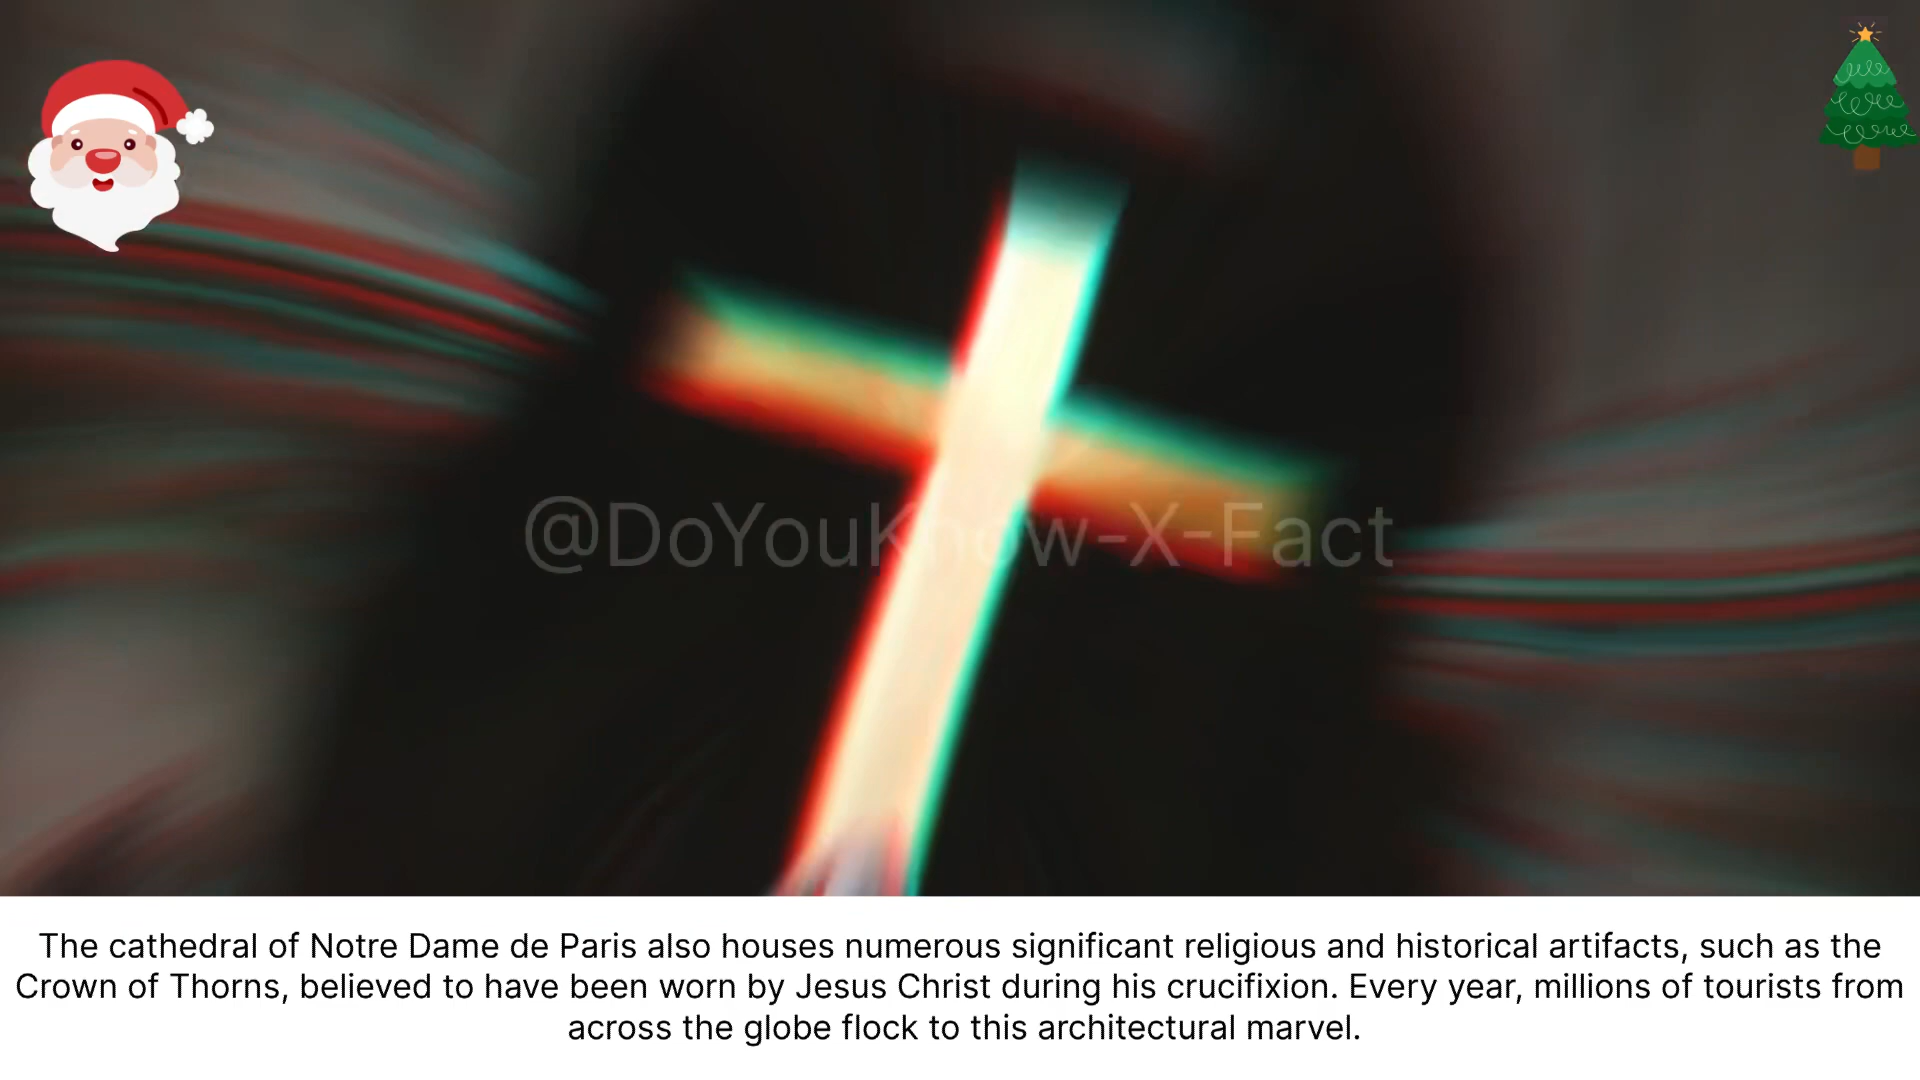 @DoYouKnow-X-Fact
The cathedral of Notre Dame de Paris also houses numerous significant religious and historical artifacts, such as the
Crown of Thorns, believed to have been worn by Jesus Christ during his crucifixion. Every year, millions of tourists from
across the globe flock to this architectural marvel.